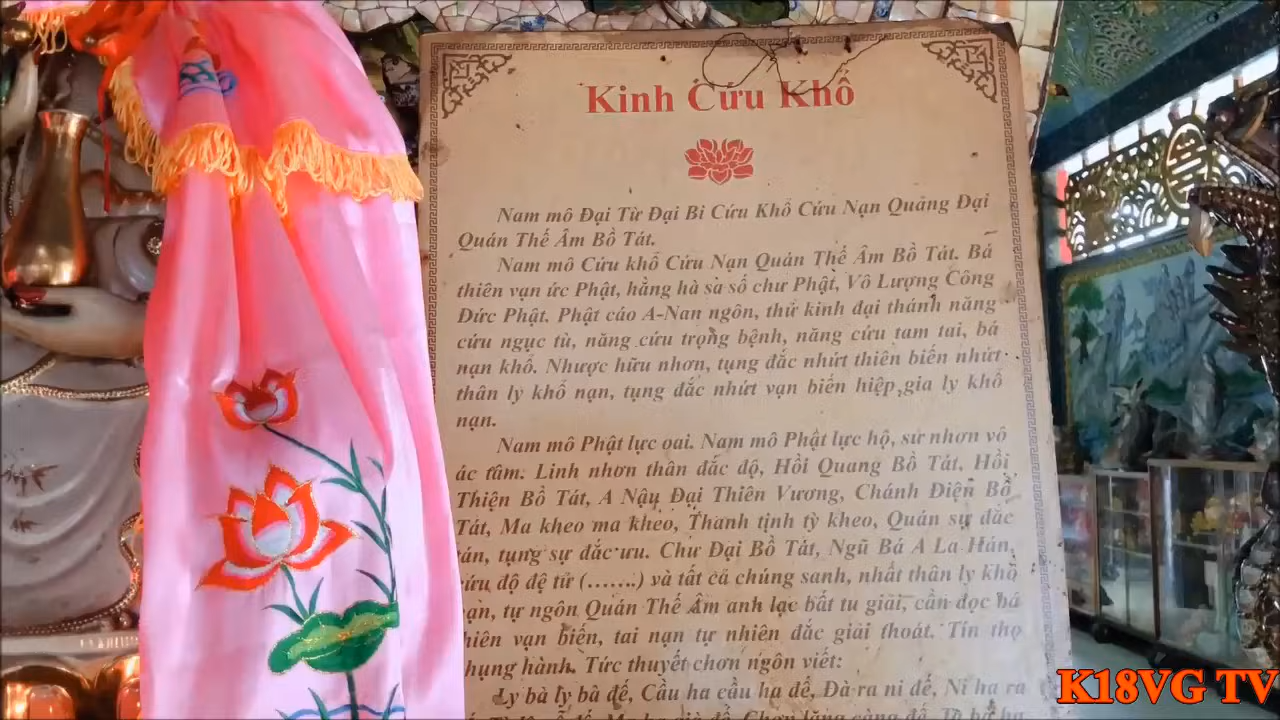 Kinh Cứu Khổ
Nam mô Đại Từ Đại Bi Cứu Khổ Cứu Nạn Quảng Đại
Quán Thế Âm Bồ Tát.
Nam mô Cứu khổ Cứu Nạn Quán Thế Âm Bồ Tát. Bá
thiên vạn ức Phật, hằng hà sa số chư Phật, Vô Lượng Công
Đức Phật. Phật cáo A-Nan ngôn, thử kinh đại thánh năng
cứu ngục tù, năng cứu trọng bệnh, năng cứu tam tai, bá
nạn khổ. Nhược hữu nhơn, tụng đắc nhứt thiên biến nhứt
thân ly khổ nạn, tụng đắc nhứt vạn biến hiệp gia ly khổ
nạn.
Nam mô Phật lực oai. Nam mô Phật lực hộ, sử nhơn vô
ác tâm. Linh nhơn thân đắc độ, Hồi Quang Bồ Tát. Hồi
Thiện Bồ Tát, A Nậu Đại Thiên Vương, Chánh Điện Bồ
Tát, Ma kheo ma kheo, Thanh tịnh tỳ kheo, Quán sự đắc
tán, tụng sự đắc ưu. Chư Đại Bồ Tát, Ngũ Bá A La Hán,
cứu độ đệ tử (.......) và tất cả chúng sanh, nhất thân ly khổ
nạn, tự ngôn Quán Thế Âm anh lạc bất tu giải, cần đọc bá
thiên vạn biến, tai nạn tự nhiên đắc giải thoát. Tín thọ
phụng hành. Tức thuyết chơn ngôn viết:
Ly bà ly bà đế, Cầu ha cầu ha đế, Đà ra ni đế, Ni ha ra
K18VG TV